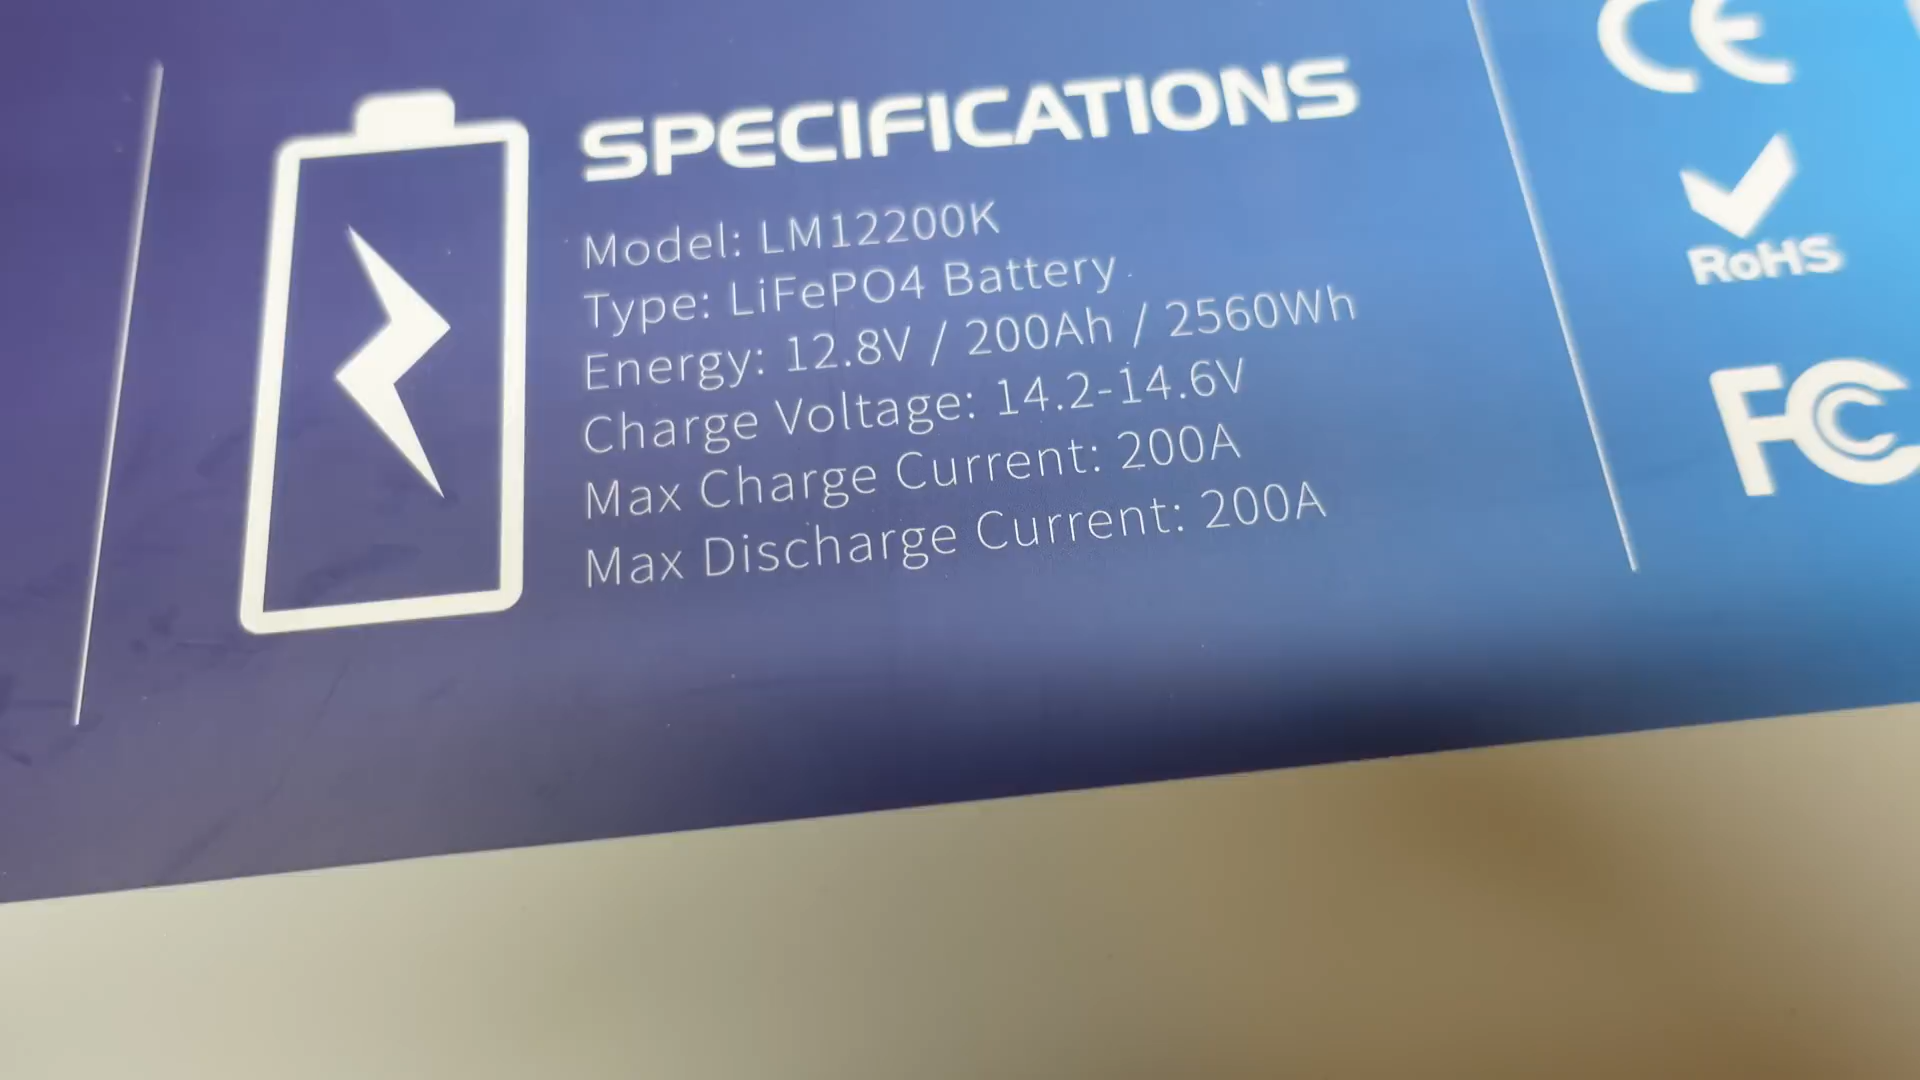 SPECIFICATIONS
Model: LM12200K
Type: LiFePO4 Battery
Energy: 12.8V / 200Ah / 2560Wh
Charge Voltage: 14.2-14.6V
Max Charge Current: 200A
Max Discharge Current: 200A
CE
RoHS
FC